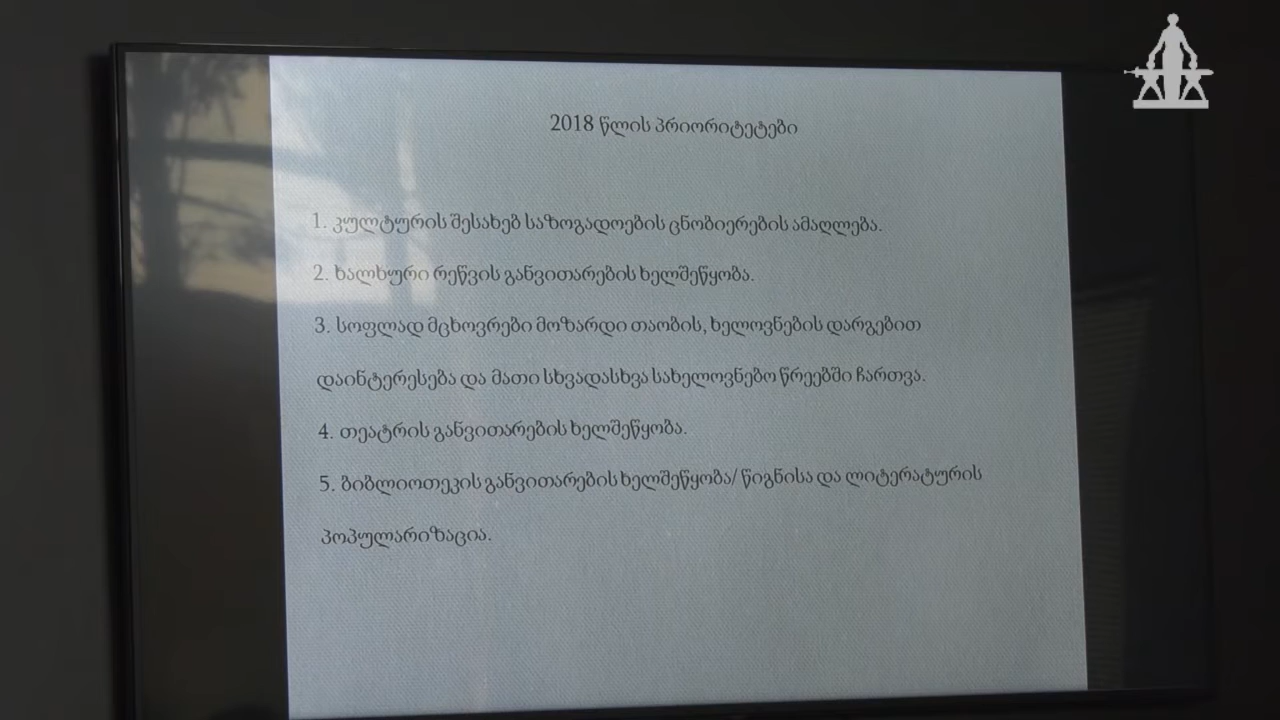 2018 წლის პრიორიტეტები
1. კულტურის შესახებ საზოგადოების ცნობიერების ამაღლება.
2. ხალხური რეწვის განვითარების ხელშეწყობა.
3. სოფლად მცხოვრები მოზარდი თაობის, ხელოვნების დარგებით
დაინტერესება და მათი სხვადასხვა სახელოვნებო წრეებში ჩართვა.
4. თეატრის განვითარების ხელშეწყობა.
5. ბიბლიოთეკის განვითარების ხელშეწყობა/ წიგნისა და ლიტერატურის
პოპულარიზაცია.